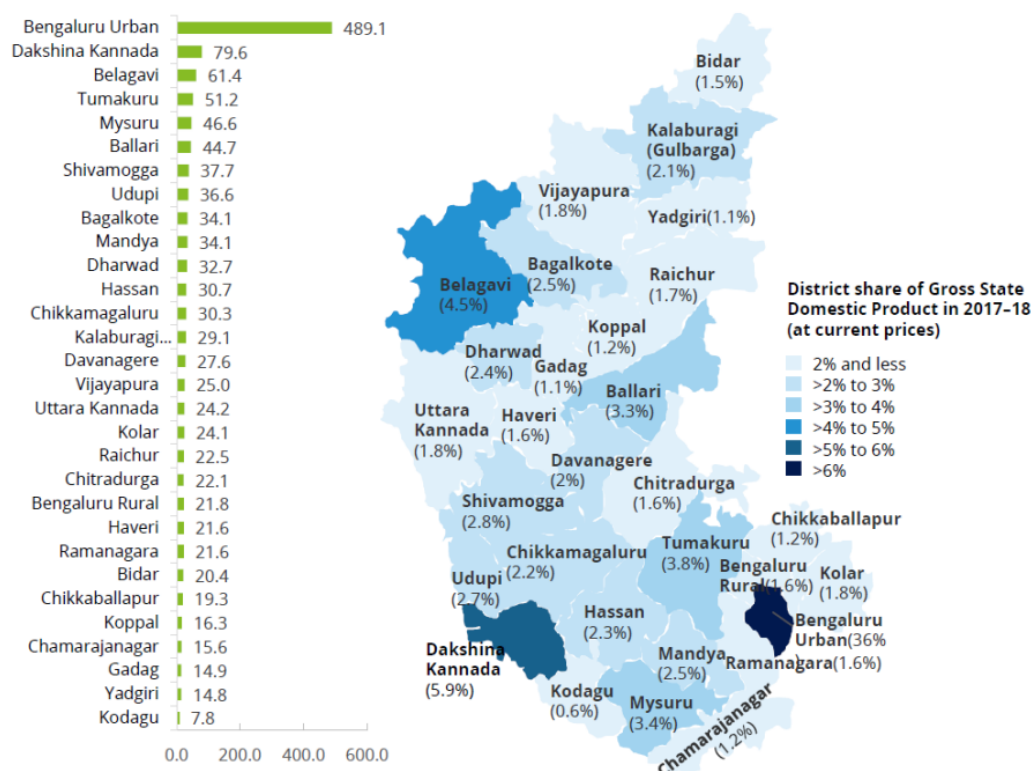 Bengaluru Urban 489.1
Dakshina Kannada 79.6
Belagavi 61.4
Tumakuru 51.2
Mysuru 46.6
Ballari 44.7
Shivamogga 37.7
Udupi 36.6
Bagalkote 34.1
Mandya 34.1
Dharwad 32.7
Hassan 30.7
Chikkamagaluru 30.3
Kalaburagi... 29.1
Davanagere 27.6
Vijayapura 25.0
Uttara Kannada 24.2
Kolar 24.1
Raichur 22.5
Chitradurga 22.1
Bengaluru Rural 21.8
Haveri 21.6
Ramanagara 21.6
Bidar 20.4
Chikkaballapur 19.3
Koppal 16.3
Chamarajanagar 15.6
Gadag 14.9
Yadgiri 14.8
Kodagu 7.8
0.0 200.0 400.0 600.0
Bidar
(1.5%)
Kalaburagi
(Gulbarga)
(2.1%)
Vijayapura
(1.8%)
Yadgiri(1.1%)
Bagalkote
(2.5%)
Raichur
(1.7%)
Belagavi
(4.5%)
Koppal
(1.2%)
Dharwad
(2.4%)
Gadag
(1.1%)
Ballari
(3.3%)
Uttara
Kannada
(1.8%)
Haveri
(1.6%)
Davanagere
(2%)
Chitradurga
(1.6%)
Shivamogga
(2.8%)
Chikkaballapur
(1.2%)
Tumakuru
(3.8%)
Chikkamagaluru
(2.2%)
Bengaluru
Rural(1.6%)
Kolar
(1.8%)
Udupi
(2.7%)
Hassan
(2.3%)
Bengaluru
Urban(36%
)
Dakshina
Kannada
(5.9%)
Mandya
(2.5%)
Ramanagara(1.6%)
Kodagu
(0.6%)
Mysuru
(3.4%)
Chamarajanagar
(1.2%)
District share of Gross State
Domestic Product in 2017–18
(at current prices)
2% and less
>2% to 3%
>3% to 4%
>4% to 5%
>5% to 6%
>6%